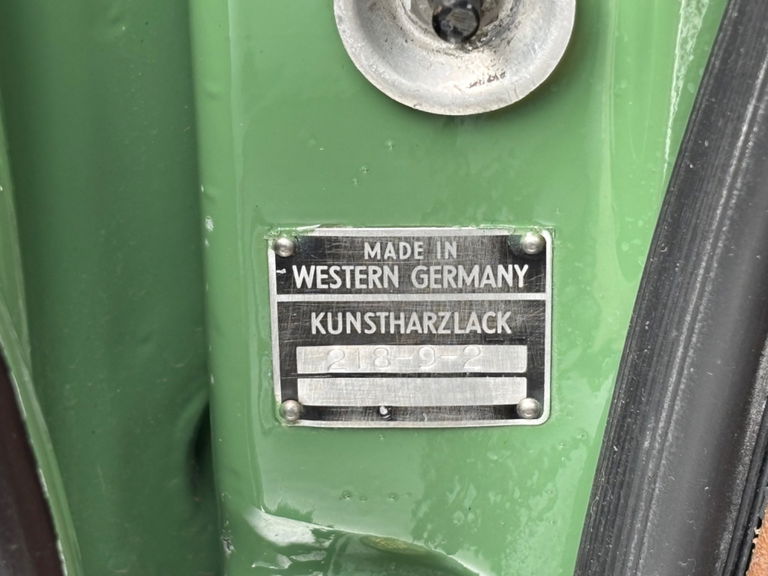 MADE IN
WESTERN GERMANY
KUNSTHARZLACK
218-9-2